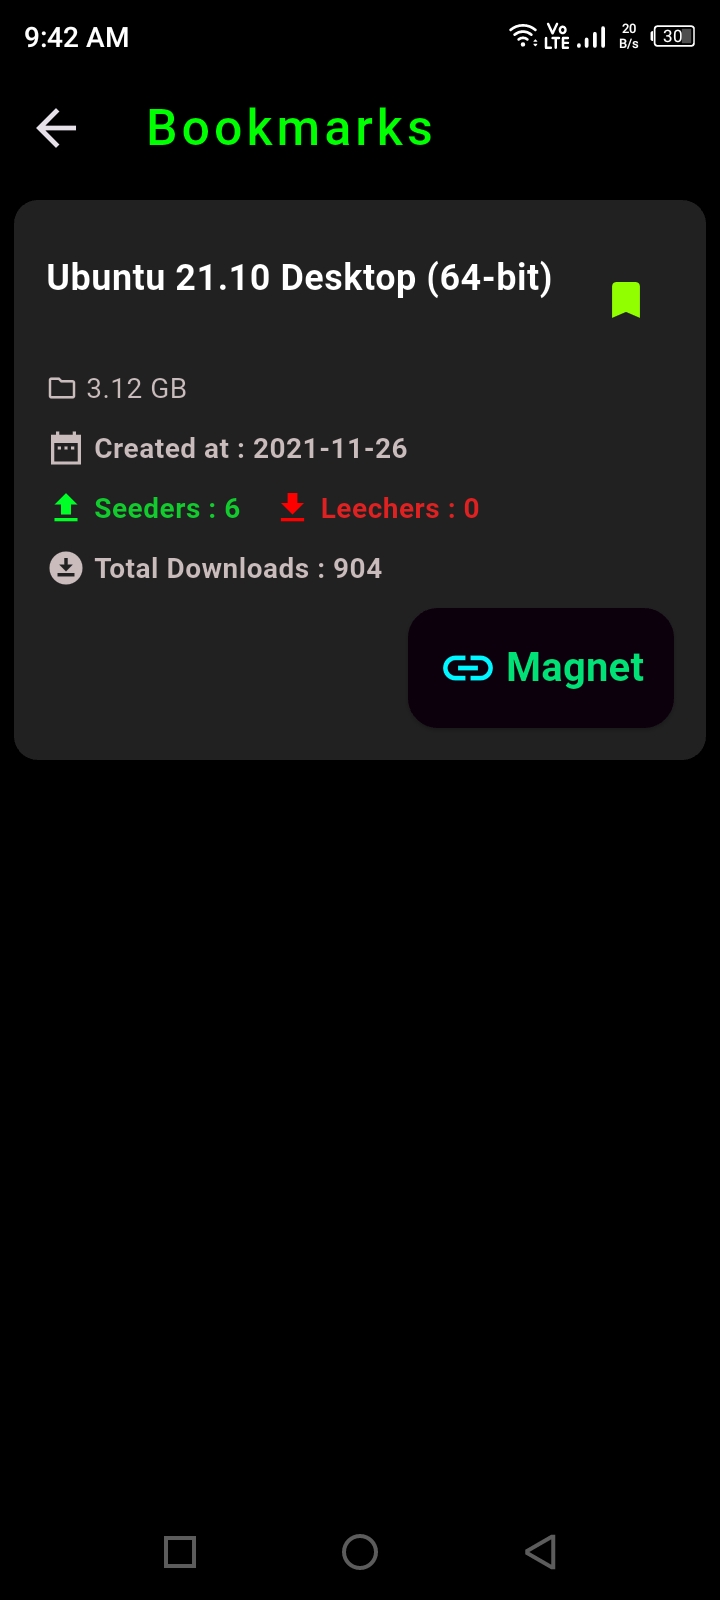 9:42 AM
Vo LTE
20 B/s
30
Bookmarks
Ubuntu 21.10 Desktop (64-bit)
3.12 GB
Created at : 2021-11-26
Seeders : 6 Leechers : 0
Total Downloads : 904
Magnet